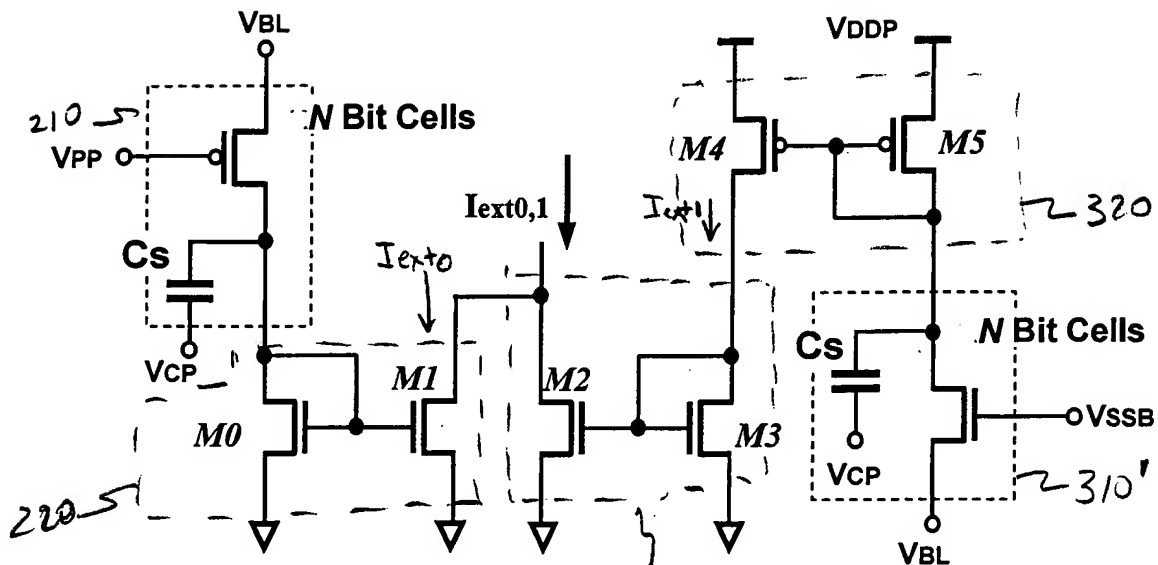 VBL
VDDP
210
N Bit Cells
VPP
M4
M5
Iext0,1
Iext1
320
Cs
Iext0
VCP
N Bit Cells
Cs
M1
M2
M0
M3
VSSB
VCP
220
310'
VBL